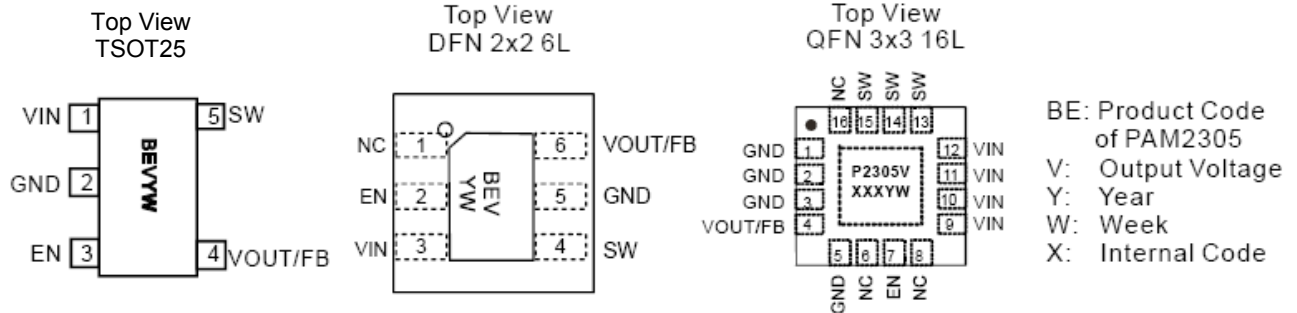 Top View
TSOT25
VIN 1
5 SW
GND 2
EN 3
4 VOUT/FB
BEVYW
Top View
DFN 2x2 6L
NC 1
6 VOUT/FB
EN 2
5 GND
VIN 3
4 SW
BEV
YW
Top View
QFN 3x3 16L
NC SW SW SW
16 15 14 13
GND 1
12 VIN
GND 2
11 VIN
GND 3
10 VIN
VOUT/FB 4
9 VIN
P2305V
XXXYW
5 6 7 8
GND NC EN NC
BE: Product Code
of PAM2305
V: Output Voltage
Y: Year
W: Week
X: Internal Code